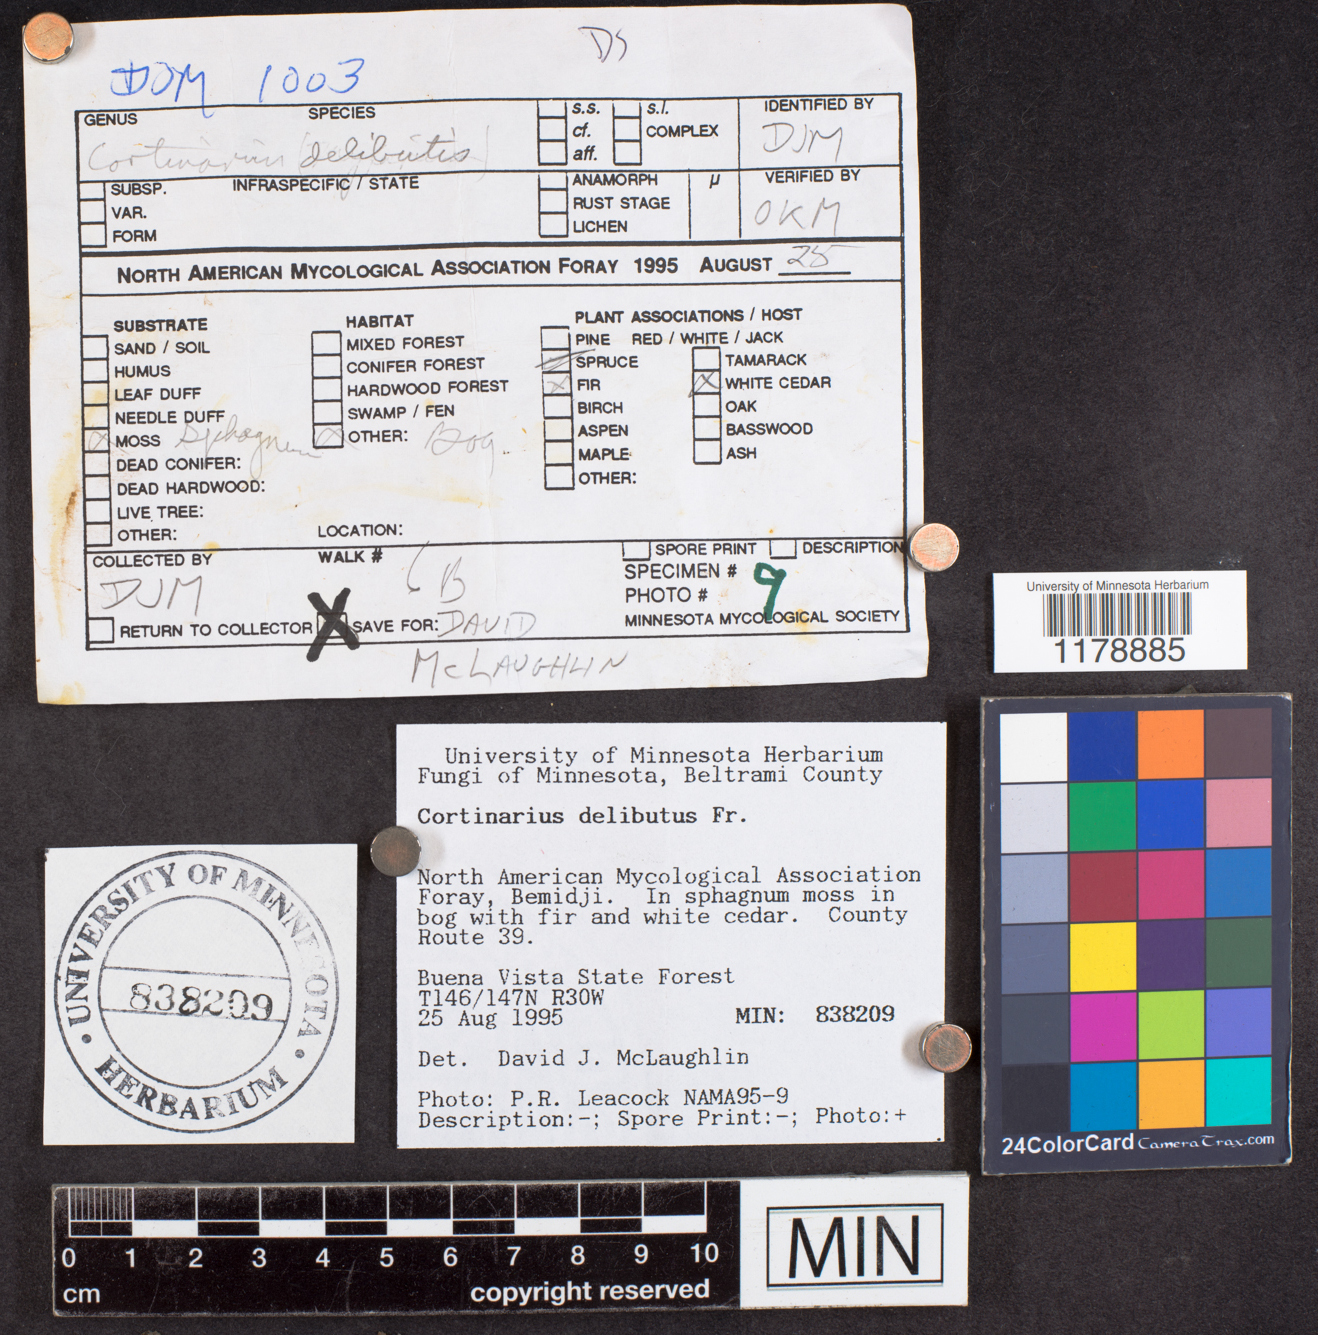 DS
DJM 1003
GENUS SPECIES
Cortinarius (delibutis)
s.s. s.l.
cf. COMPLEX
aff.
IDENTIFIED BY
DJM
SUBSP. INFRASPECIFIC / STATE
VAR.
FORM
ANAMORPH µ
RUST STAGE
LICHEN
VERIFIED BY
OKM
NORTH AMERICAN MYCOLOGICAL ASSOCIATION FORAY 1995 AUGUST 25
SUBSTRATE
SAND / SOIL
HUMUS
LEAF DUFF
NEEDLE DUFF
MOSS Sphagnum
DEAD CONIFER:
DEAD HARDWOOD:
LIVE TREE:
OTHER:
HABITAT
MIXED FOREST
CONIFER FOREST
HARDWOOD FOREST
SWAMP / FEN
OTHER: Bog.
PLANT ASSOCIATIONS / HOST
PINE RED / WHITE / JACK
SPRUCE TAMARACK
FIR WHITE CEDAR
BIRCH OAK
ASPEN BASSWOOD
MAPLE ASH
OTHER:
LOCATION:
COLLECTED BY
DJM
WALK # 6B
SPORE PRINT DESCRIPTION
SPECIMEN # 9
PHOTO #
RETURN TO COLLECTOR X SAVE FOR: DAVID
MCLAUGHLIN
MINNESOTA MYCOLOGICAL SOCIETY
University of Minnesota Herbarium
1178885
University of Minnesota Herbarium
Fungi of Minnesota, Beltrami County
Cortinarius delibutus Fr.
North American Mycological Association
Foray, Bemidji. In sphagnum moss in
bog with fir and white cedar. County
Route 39.
Buena Vista State Forest
T146/147N R30W
25 Aug 1995 MIN: 838209
Det. David J. McLaughlin
Photo: P.R. Leacock NAMA95-9
Description:-; Spore Print:-; Photo:+
UNIVERSITY OF MINNESOTA
838209
HERBARIUM
24ColorCard CameraTrax.com
0 1 2 3 4 5 6 7 8 9 10
cm copyright reserved
MIN